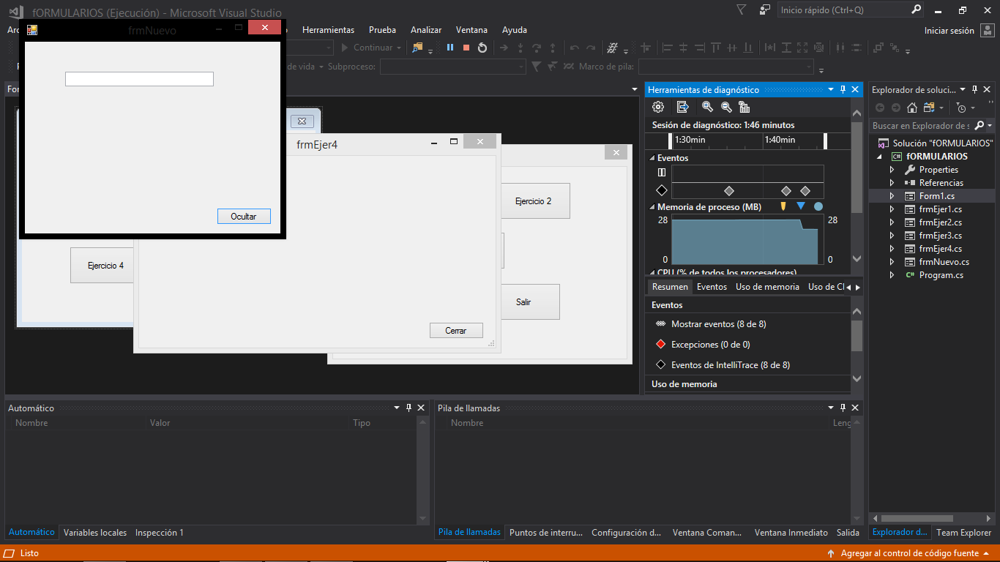 fORMULARIOS (Ejecución) - Microsoft Visual Studio
Inicio rápido (Ctrl+Q)
Herramientas Prueba Analizar Ventana Ayuda
Iniciar sesión
Continuar
de vida Subproceso:
Marco de pila:
frmNuevo
Ocultar
frmEjer4
Cerrar
Ejercicio 2
Ejercicio 4
Salir
Herramientas de diagnóstico
Sesión de diagnóstico: 1:46 minutos
1:30min 1:40min
Eventos
Memoria de proceso (MB)
28 28
0 0
CPU (% de todos los procesadores)
Resumen Eventos Uso de memoria Uso de
Eventos
Mostrar eventos (8 de 8)
Excepciones (0 de 0)
Eventos de IntelliTrace (8 de 8)
Uso de memoria
Explorador de soluci...
Buscar en Explorador de
Solución "fORMULARIOS"
C# fORMULARIOS
Properties
Referencias
Form1.cs
frmEjer1.cs
frmEjer2.cs
frmEjer3.cs
frmEjer4.cs
frmNuevo.cs
C# Program.cs
Automático
Nombre Valor Tipo
Automático Variables locales Inspección 1
Pila de llamadas
Nombre Leng
Pila de llamadas Puntos de interru... Configuración d... Ventana Coman... Ventana Inmediato Salida
Explorador d... Team Explorer
Listo
Agregar al control de código fuente